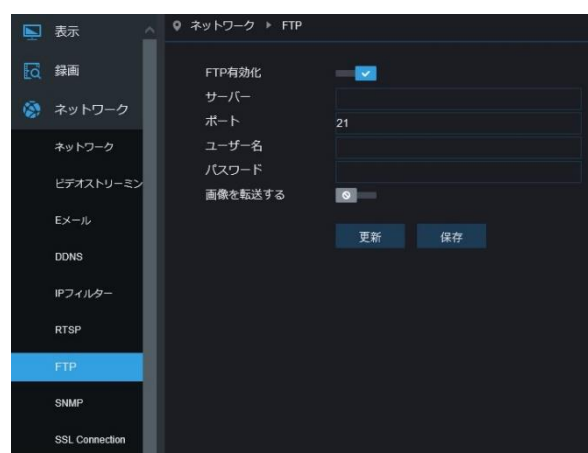 表示
録画
ネットワーク
ネットワーク
ビデオストリーミン
Eメール
DDNS
IPフィルター
RTSP
FTP
SNMP
SSL Connection
ネットワーク ▶ FTP
FTP有効化
サーバー
ポート 21
ユーザー名
パスワード
画像を転送する
更新 保存